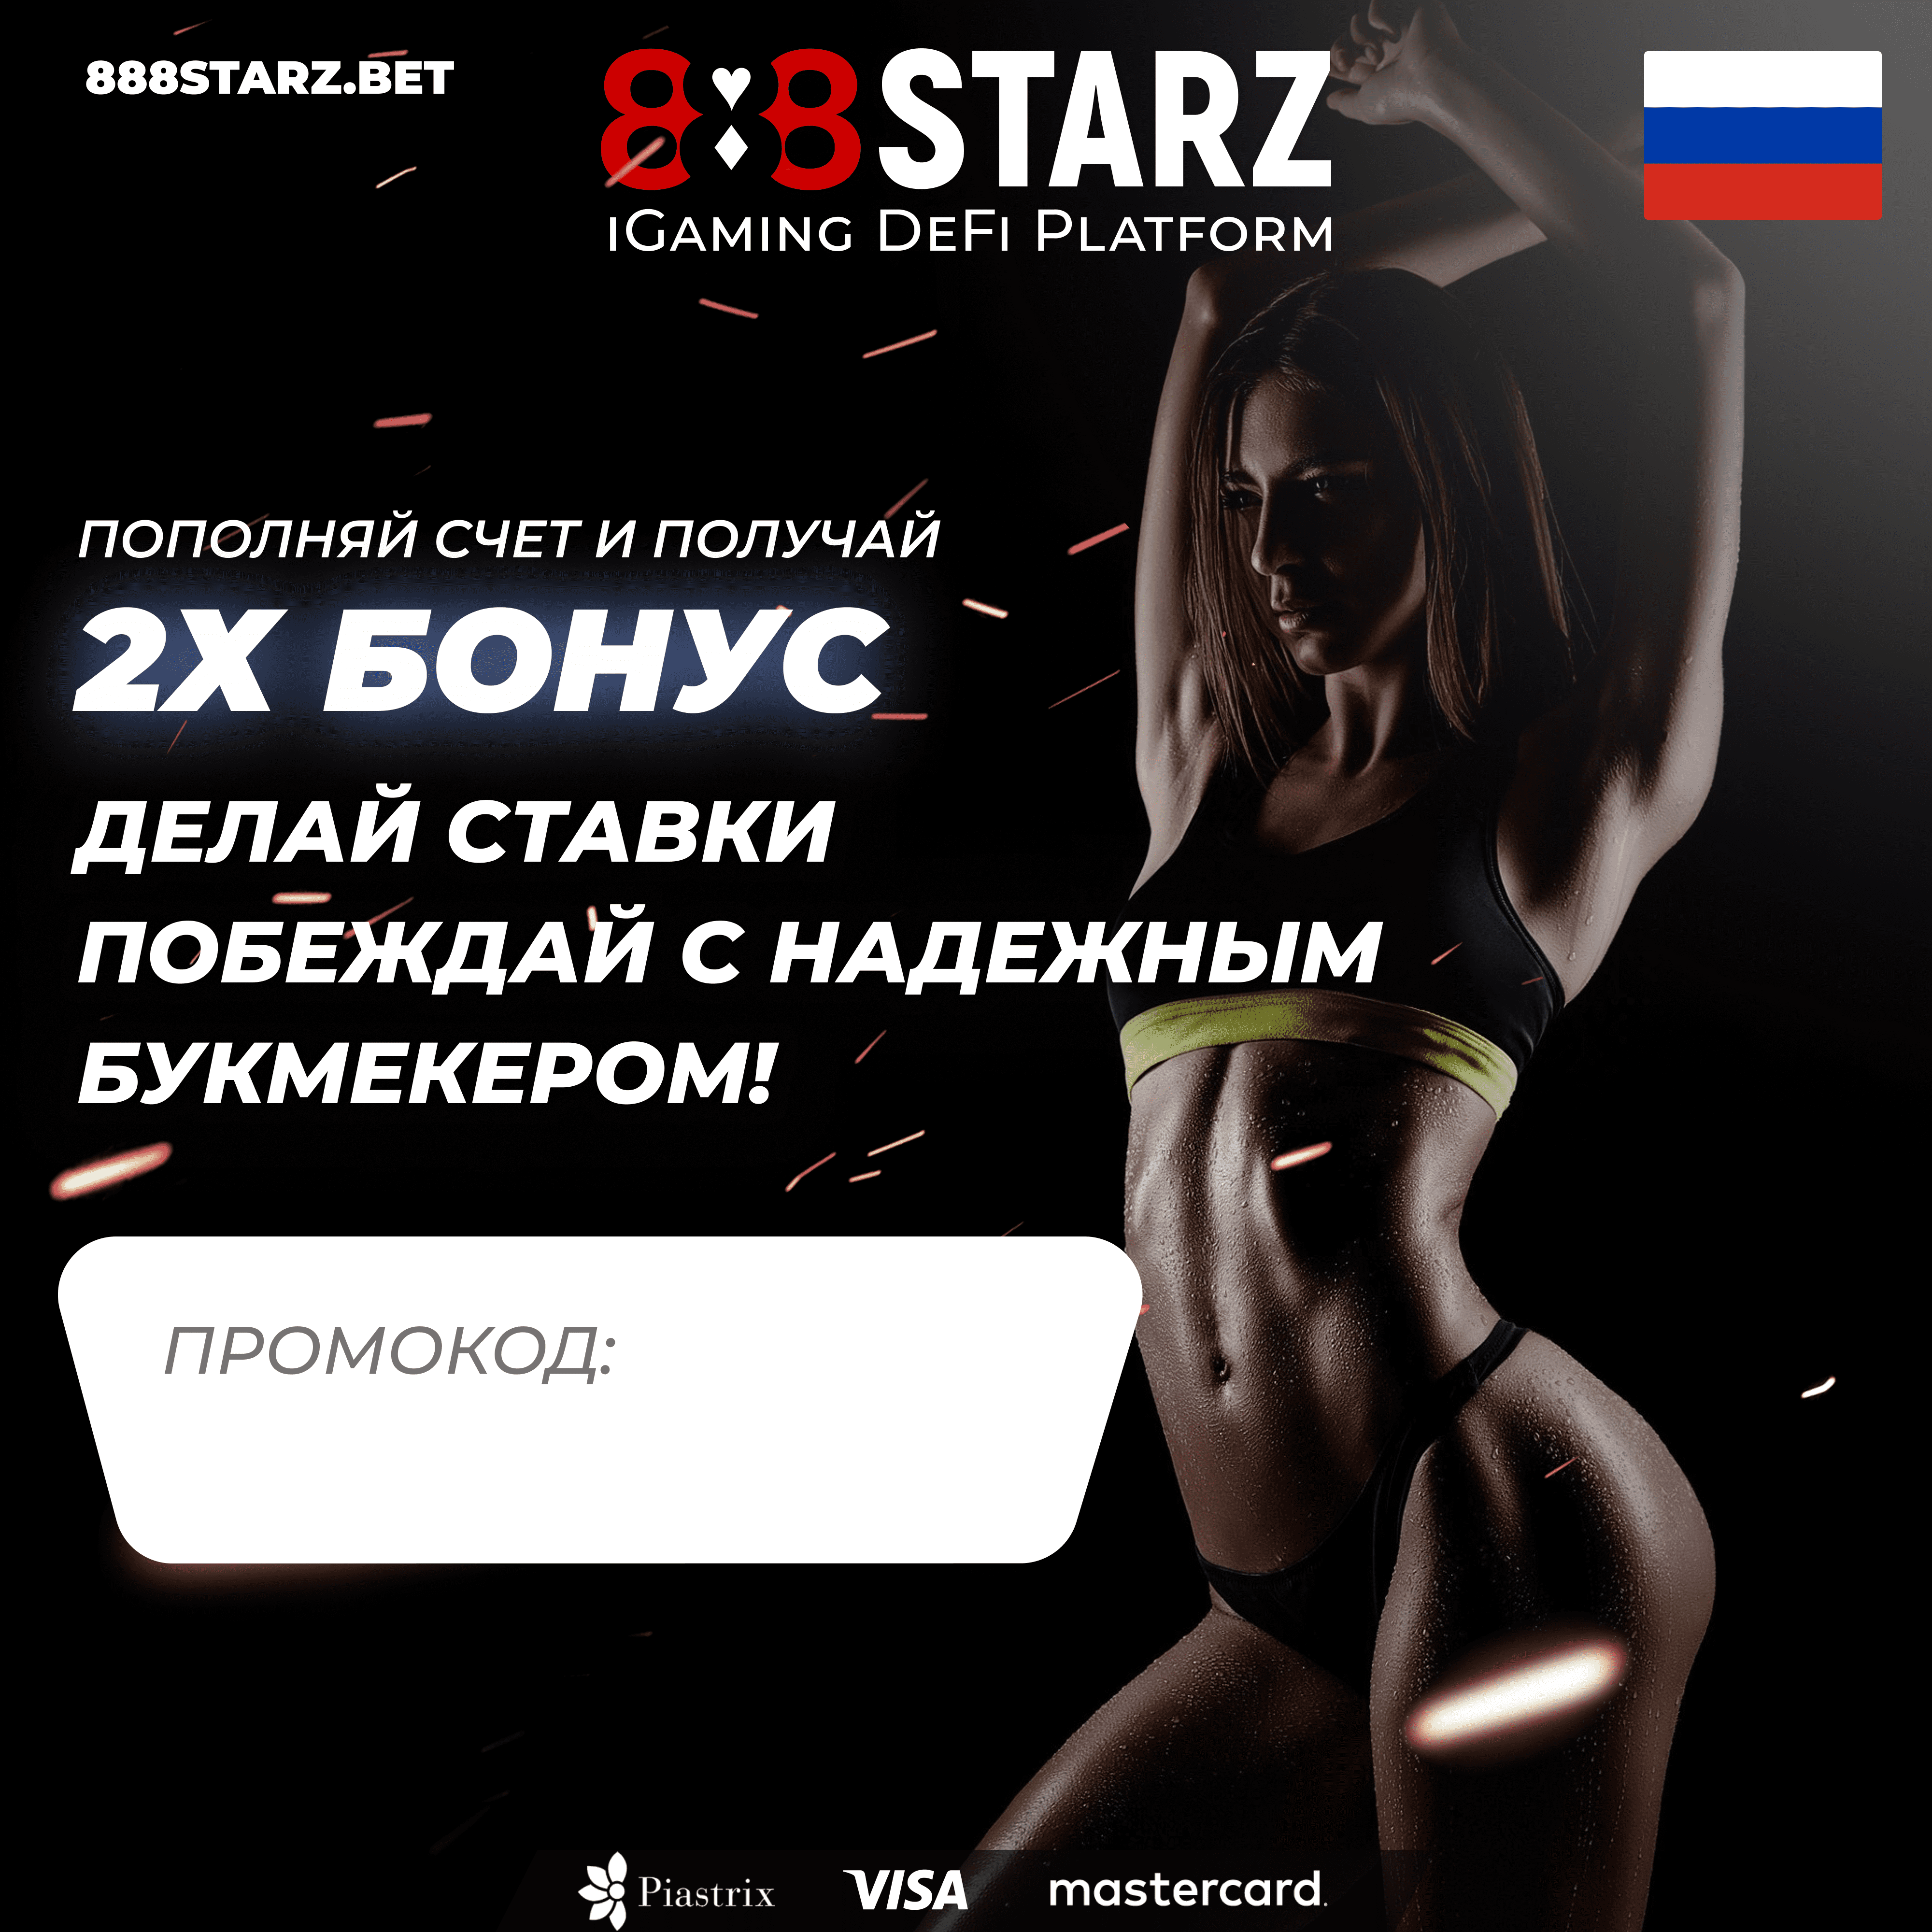 888STARZ.BET
888STARZ
iGaming DeFi Platform
ПОПОЛНЯЙ СЧЕТ И ПОЛУЧАЙ
2X БОНУС
ДЕЛАЙ СТАВКИ
ПОБЕЖДАЙ С НАДЕЖНЫМ
БУКМЕКЕРОМ!
ПРОМОКОД:
Piastrix VISA mastercard.